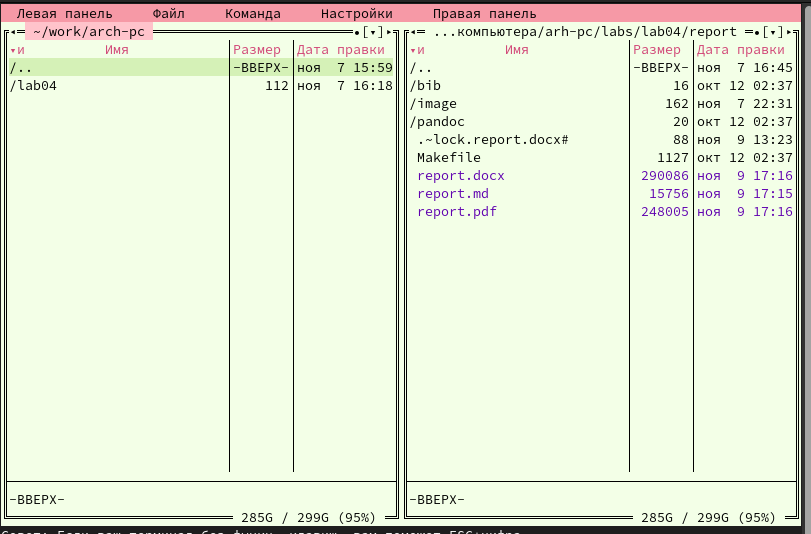 Левая панель Файл Команда Настройки Правая панель
~/work/arch-pc
▾и Имя Размер Дата правки
/.. -ВВЕРХ- ноя 7 15:59
/lab04 112 ноя 7 16:18
-ВВЕРХ-
285G / 299G (95%)
...компьютера/arh-pc/labs/lab04/report
▾и Имя Размер Дата правки
/.. -ВВЕРХ- ноя 7 16:45
/bib 16 окт 12 02:37
/image 162 ноя 7 22:31
/pandoc 20 окт 12 02:37
.~lock.report.docx# 88 ноя 9 13:23
Makefile 1127 окт 12 02:37
report.docx 290086 ноя 9 17:16
report.md 15756 ноя 9 17:15
report.pdf 248005 ноя 9 17:16
-ВВЕРХ-
285G / 299G (95%)